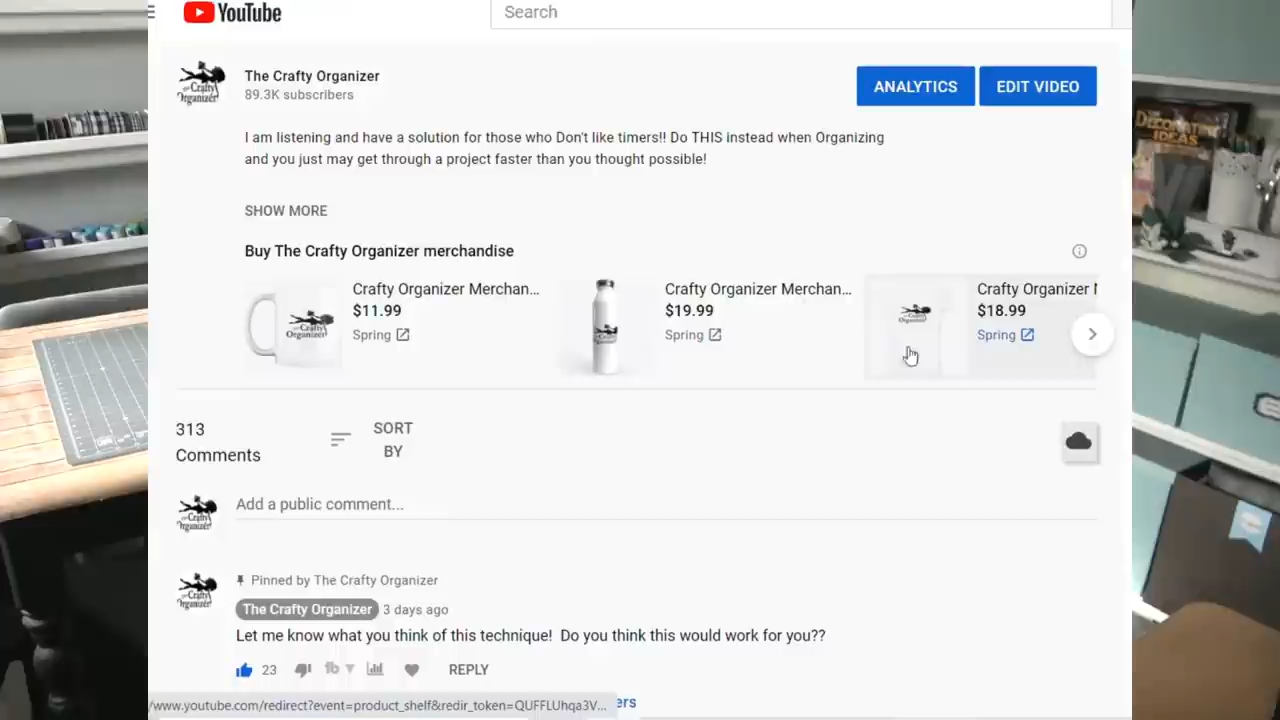 YouTube
Search
The Crafty Organizer
89.3K subscribers
ANALYTICS
EDIT VIDEO
I am listening and have a solution for those who Don't like timers!! Do THIS instead when Organizing
and you just may get through a project faster than you thought possible!
SHOW MORE
Buy The Crafty Organizer merchandise
Crafty Organizer Merchan...
$11.99
Spring
Crafty Organizer Merchan...
$19.99
Spring
Crafty Organizer
$18.99
Spring
313
Comments
SORT
BY
Add a public comment...
Pinned by The Crafty Organizer
The Crafty Organizer 3 days ago
Let me know what you think of this technique! Do you think this would work for you??
23
REPLY
/www.youtube.com/redirect?event=product_shelf&redir_token=QUFFLUhqa3V...
ers
DECORATING
IDEAS